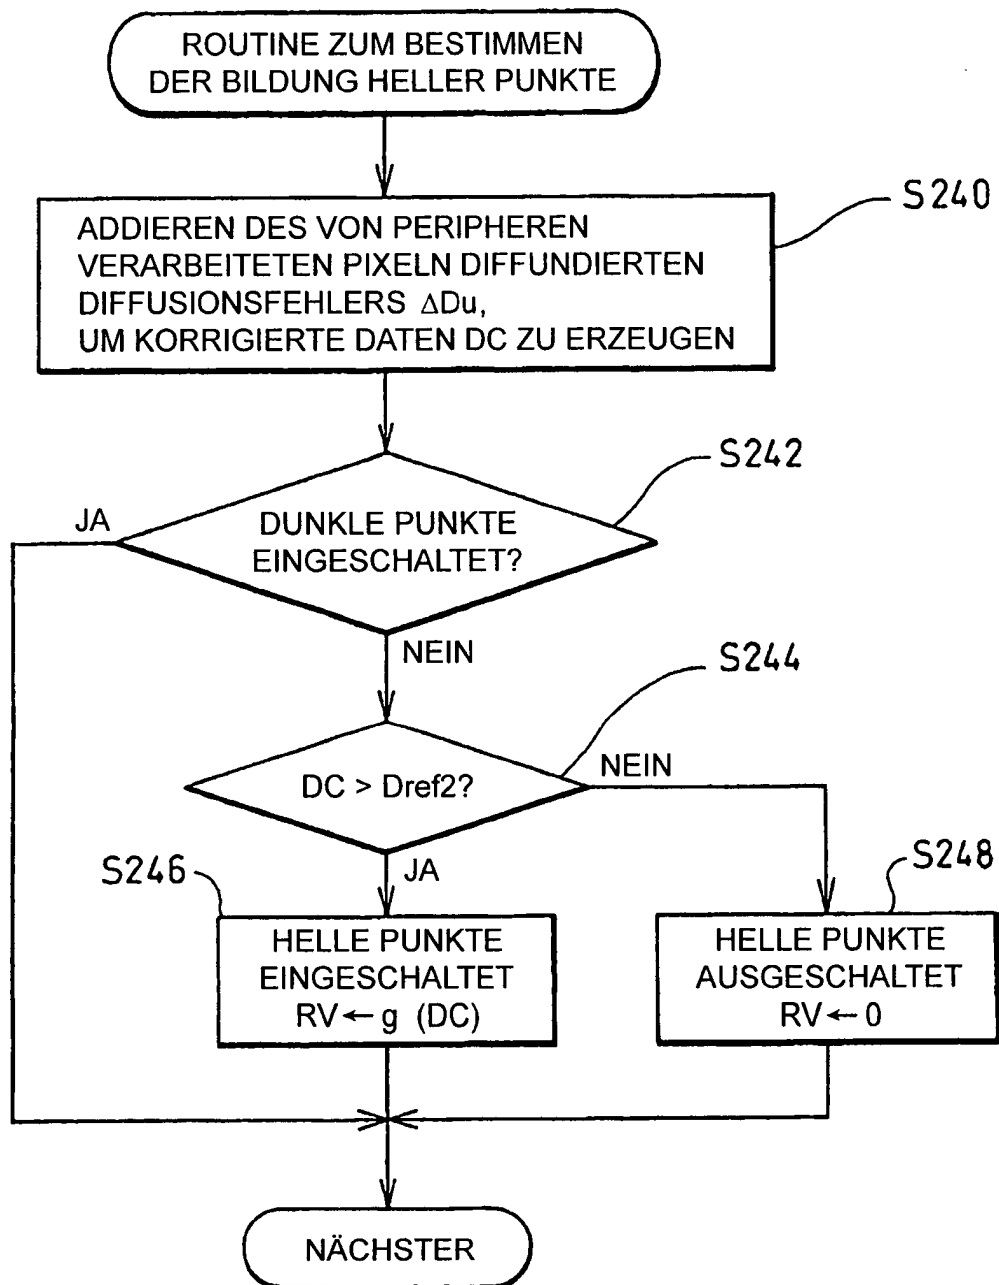 ROUTINE ZUM BESTIMMEN
DER BILDUNG HELLER PUNKTE
S240
ADDIEREN DES VON PERIPHEREN
VERARBEITETEN PIXELN DIFFUNDIERTEN
DIFFUSIONSFEHLERS ΔDu,
UM KORRIGIERTE DATEN DC ZU ERZEUGEN
S242
JA
DUNKLE PUNKTE
EINGESCHALTET?
NEIN
S244
DC > Dref2?
NEIN
JA
S246
HELLE PUNKTE
EINGESCHALTET
RV ← g (DC)
S248
HELLE PUNKTE
AUSGESCHALTET
RV ← 0
NÄCHSTER